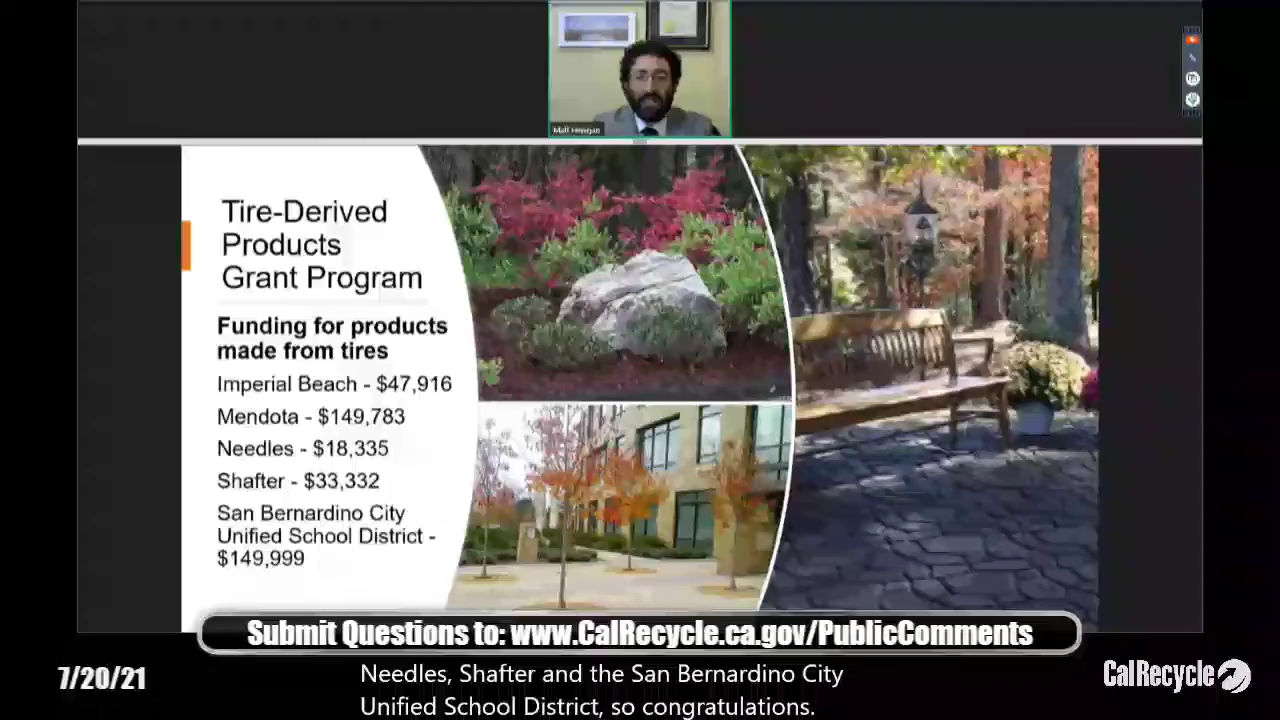 Tire-Derived
Products
Grant Program
Funding for products
made from tires
Imperial Beach - $47,916
Mendota - $149,783
Needles - $18,335
Shafter - $33,332
San Bernardino City
Unified School District -
$149,999
Submit Questions to: www.CalRecycle.ca.gov/PublicComments
7/20/21
Needles, Shafter and the San Bernardino City
Unified School District, so congratulations.
CalRecycle